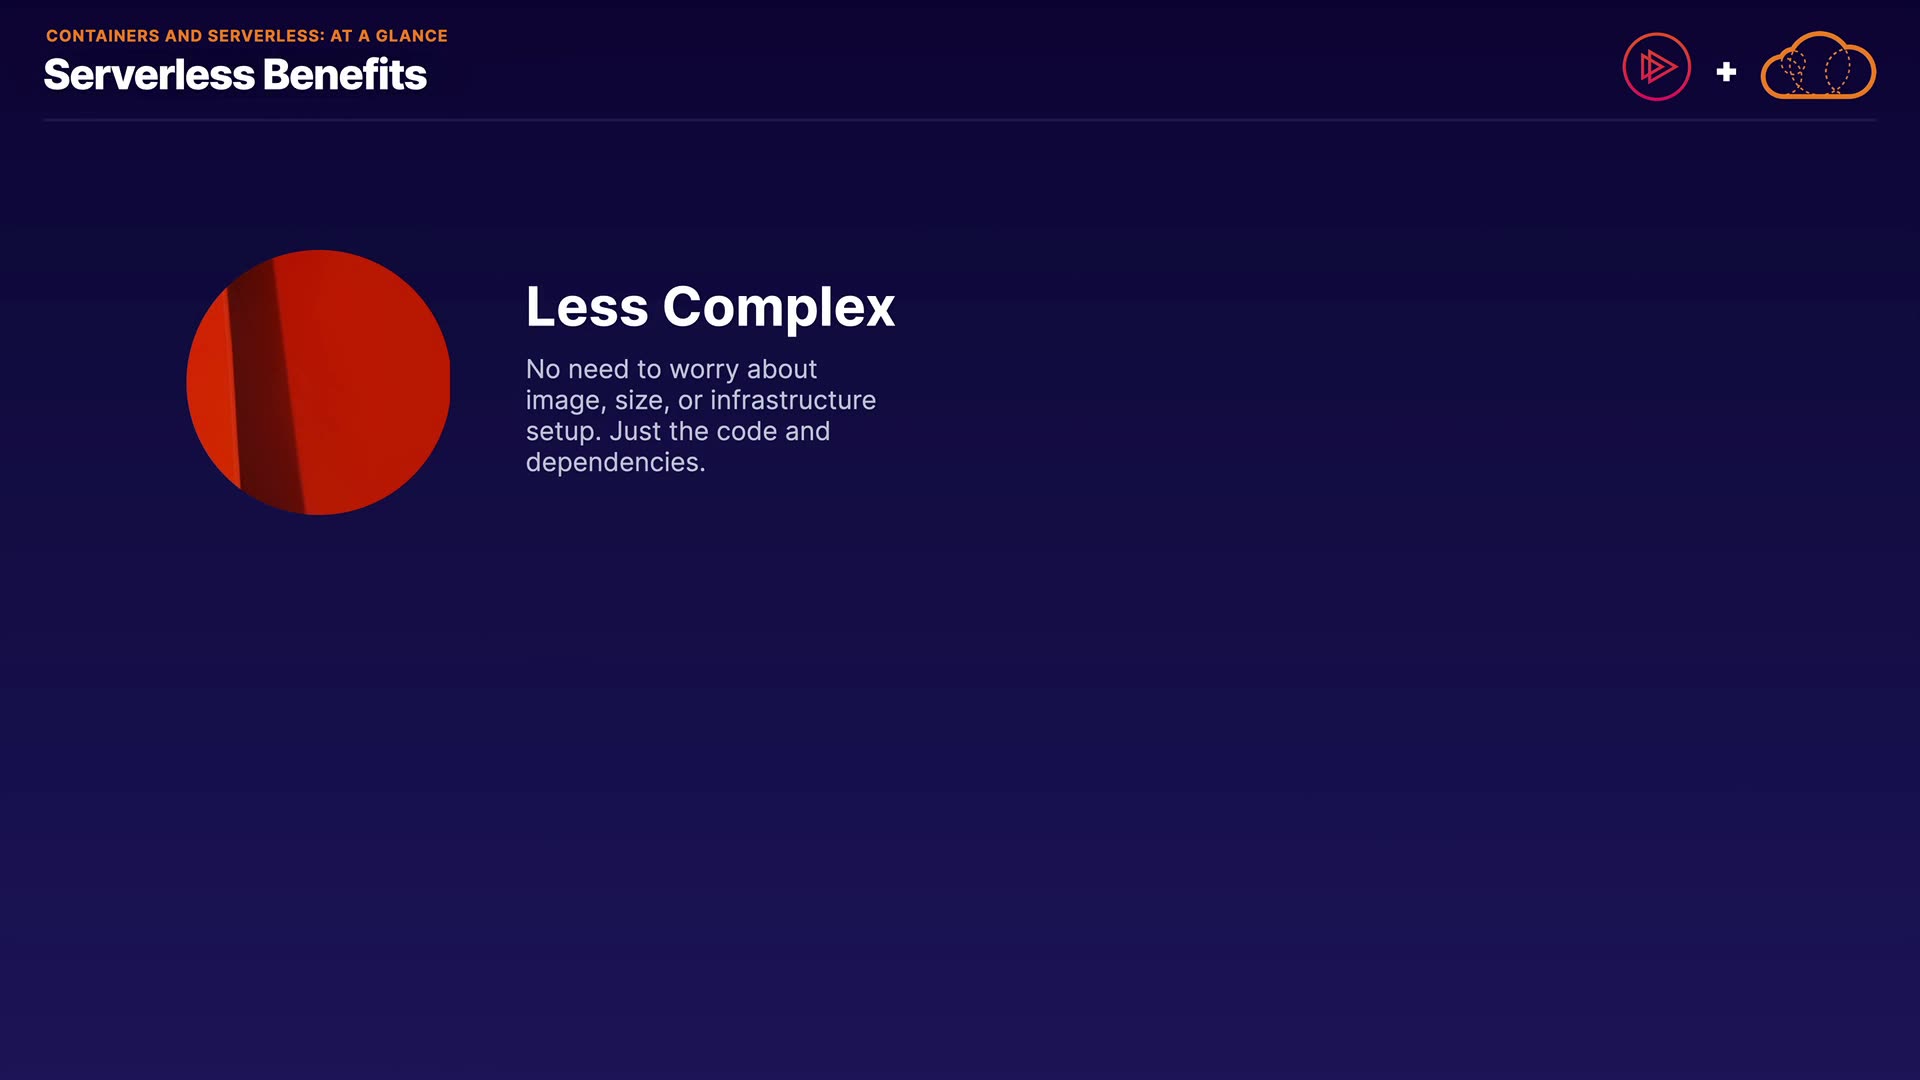 CONTAINERS AND SERVERLESS: AT A GLANCE
Serverless Benefits
Less Complex
No need to worry about
image, size, or infrastructure
setup. Just the code and
dependencies.